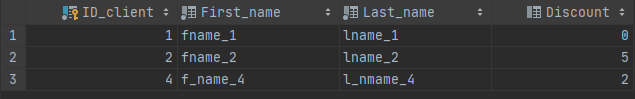 ID_client First_name Last_name Discount
1 1 fname_1 lname_1 0
2 2 fname_2 lname_2 5
3 4 f_name_4 l_nmame_4 2